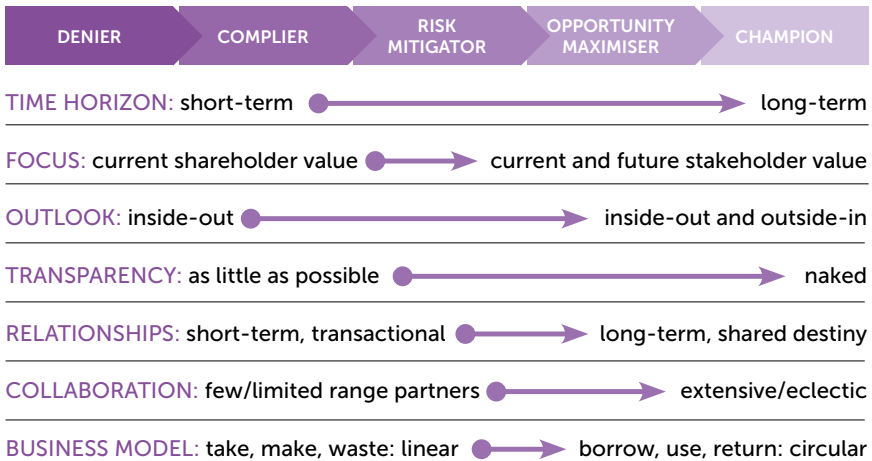 DENIER
COMPLIER
RISK
MITIGATOR
OPPORTUNITY
MAXIMISER
CHAMPION
TIME HORIZON: short-term long-term
FOCUS: current shareholder value current and future stakeholder value
OUTLOOK: inside-out inside-out and outside-in
TRANSPARENCY: as little as possible naked
RELATIONSHIPS: short-term, transactional long-term, shared destiny
COLLABORATION: few/limited range partners extensive/eclectic
BUSINESS MODEL: take, make, waste: linear borrow, use, return: circular